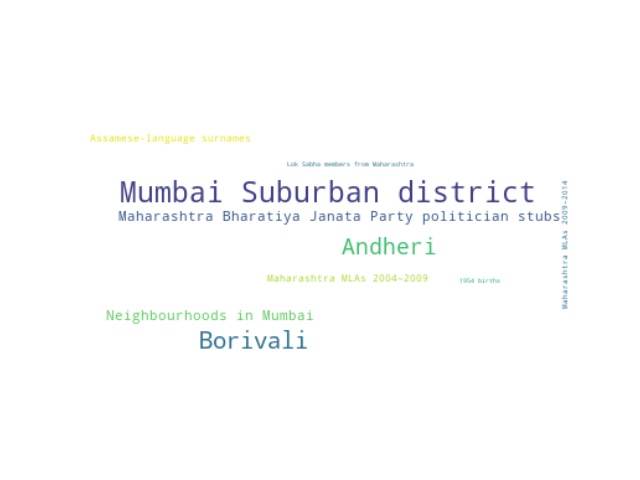 Assamese-language surnames
Lok Sabha members from Maharashtra
Mumbai Suburban district
Maharashtra Bharatiya Janata Party politician stubs
Maharashtra MLAs 2009–2014
Andheri
Maharashtra MLAs 2004–2009
1954 births
Neighbourhoods in Mumbai
Borivali